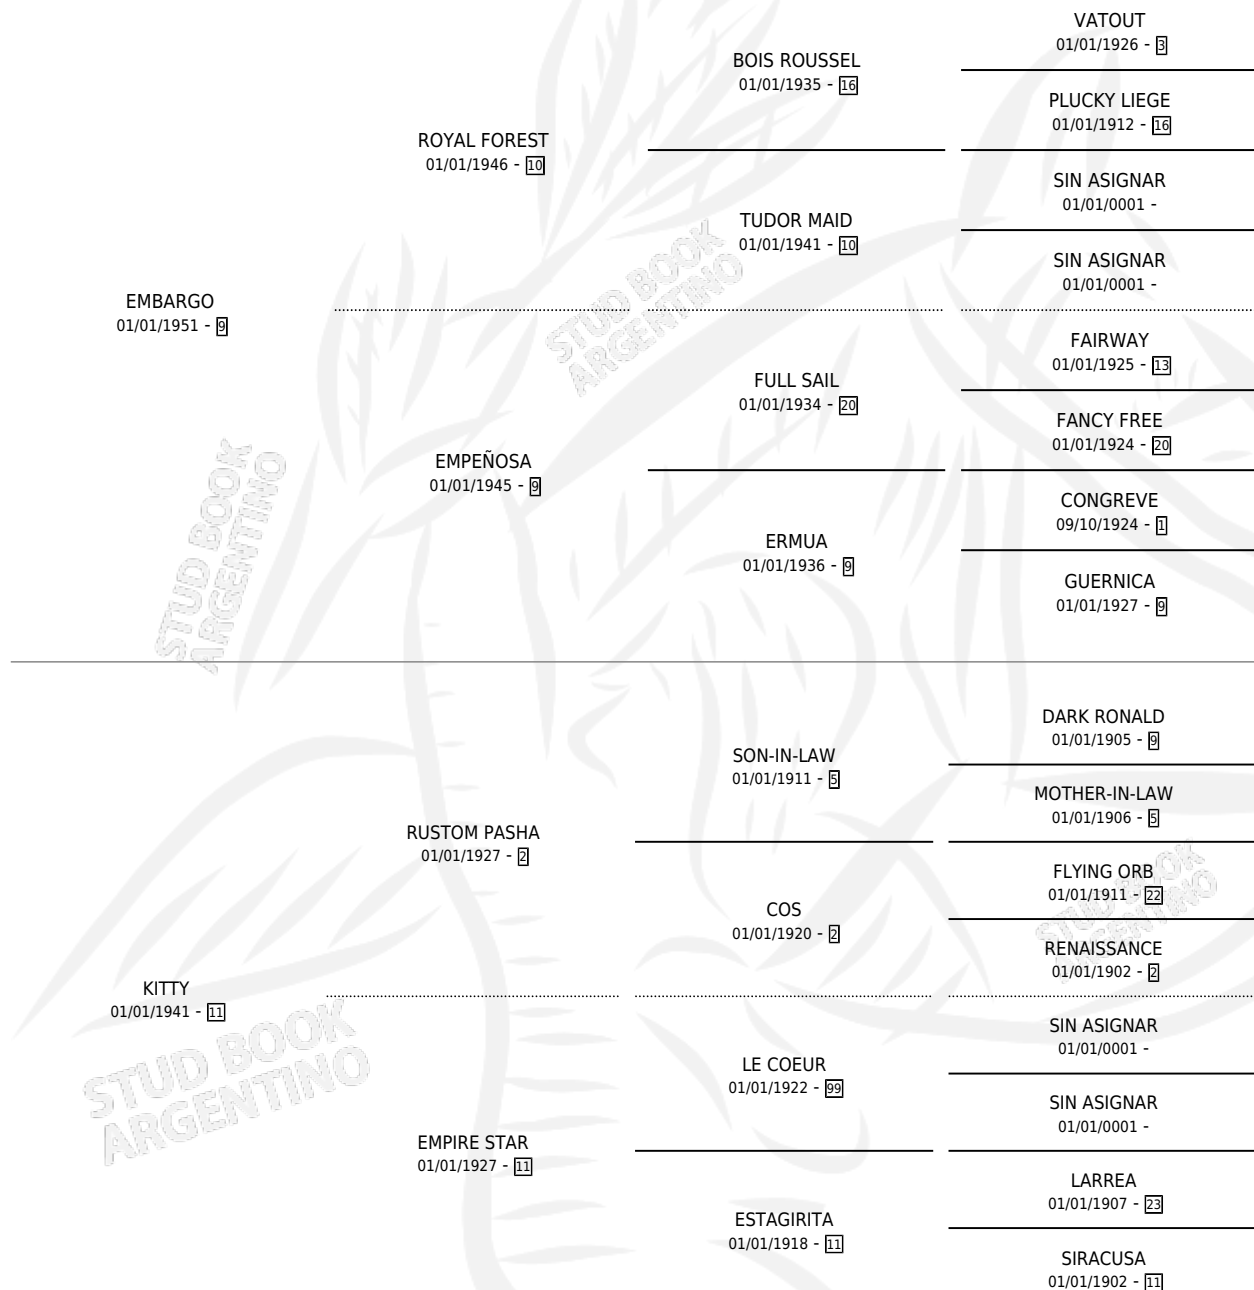 VATOUT
01/01/1926 - 3
BOIS ROUSSEL
01/01/1935 - 16
PLUCKY LIEGE
01/01/1912 - 16
ROYAL FOREST
01/01/1946 - 10
SIN ASIGNAR
01/01/0001 -
TUDOR MAID
01/01/1941 - 10
SIN ASIGNAR
01/01/0001 -
EMBARGO
01/01/1951 - 9
FAIRWAY
01/01/1925 - 13
FULL SAIL
01/01/1934 - 20
FANCY FREE
01/01/1924 - 20
EMPEÑOSA
01/01/1945 - 9
CONGREVE
09/10/1924 - 1
ERMUA
01/01/1936 - 9
GUERNICA
01/01/1927 - 9
DARK RONALD
01/01/1905 - 9
SON-IN-LAW
01/01/1911 - 5
MOTHER-IN-LAW
01/01/1906 - 5
RUSTOM PASHA
01/01/1927 - 2
FLYING ORB
01/01/1911 - 22
COS
01/01/1920 - 2
RENAISSANCE
01/01/1902 - 2
KITTY
01/01/1941 - 11
SIN ASIGNAR
01/01/0001 -
LE COEUR
01/01/1922 - 99
SIN ASIGNAR
01/01/0001 -
EMPIRE STAR
01/01/1927 - 11
LARREA
01/01/1907 - 23
ESTAGIRITA
01/01/1918 - 11
SIRACUSA
01/01/1902 - 11
STUD BOOK
ARGENTINO
STUD BOOK
ARGENTINO
STUD BOOK
ARGENTINO
STUD BOOK
ARGENTINO